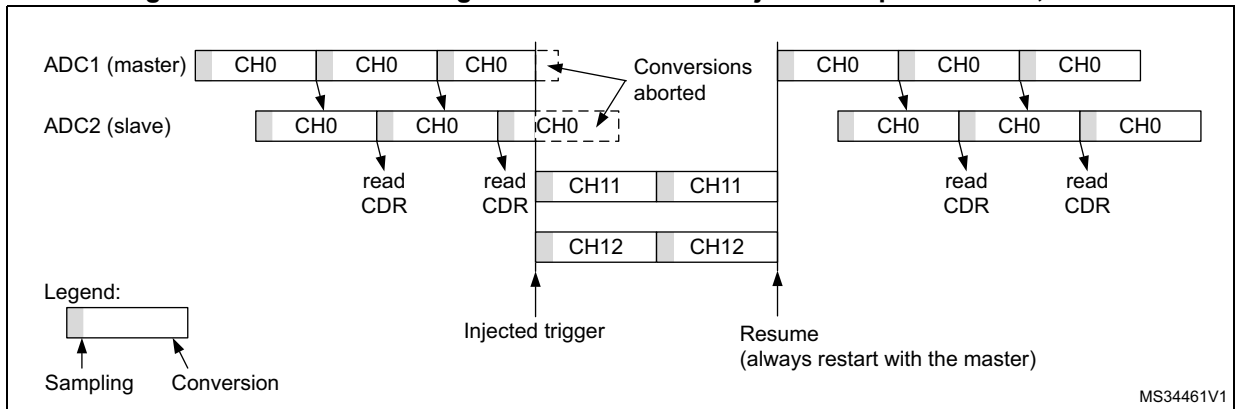 ADC1 (master) CH0 CH0 CH0 CH0 CH0 CH0
Conversions
aborted
ADC2 (slave) CH0 CH0 CH0 CH0 CH0 CH0
read read read read
CDR CDR CDR CDR
CH11 CH11
CH12 CH12
Legend:
Injected trigger
Resume
(always restart with the master)
Sampling Conversion
MS34461V1